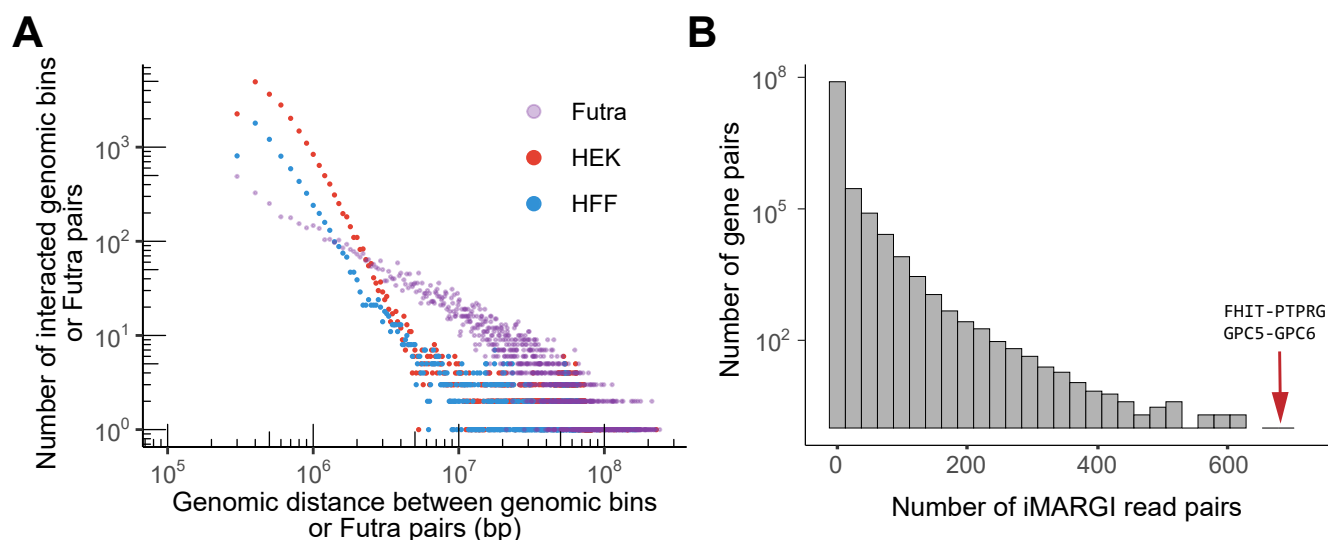 A
Number of interacted genomic bins
or Futra pairs
10³
10²
10¹
10⁰
10⁵
10⁶
10⁷
10⁸
Genomic distance between genomic bins
or Futra pairs (bp)
Futra
HEK
HFF
B
Number of gene pairs
10⁸
10⁵
10²
0
200
400
600
Number of iMARGI read pairs
FHIT-PTPRG
GPC5-GPC6